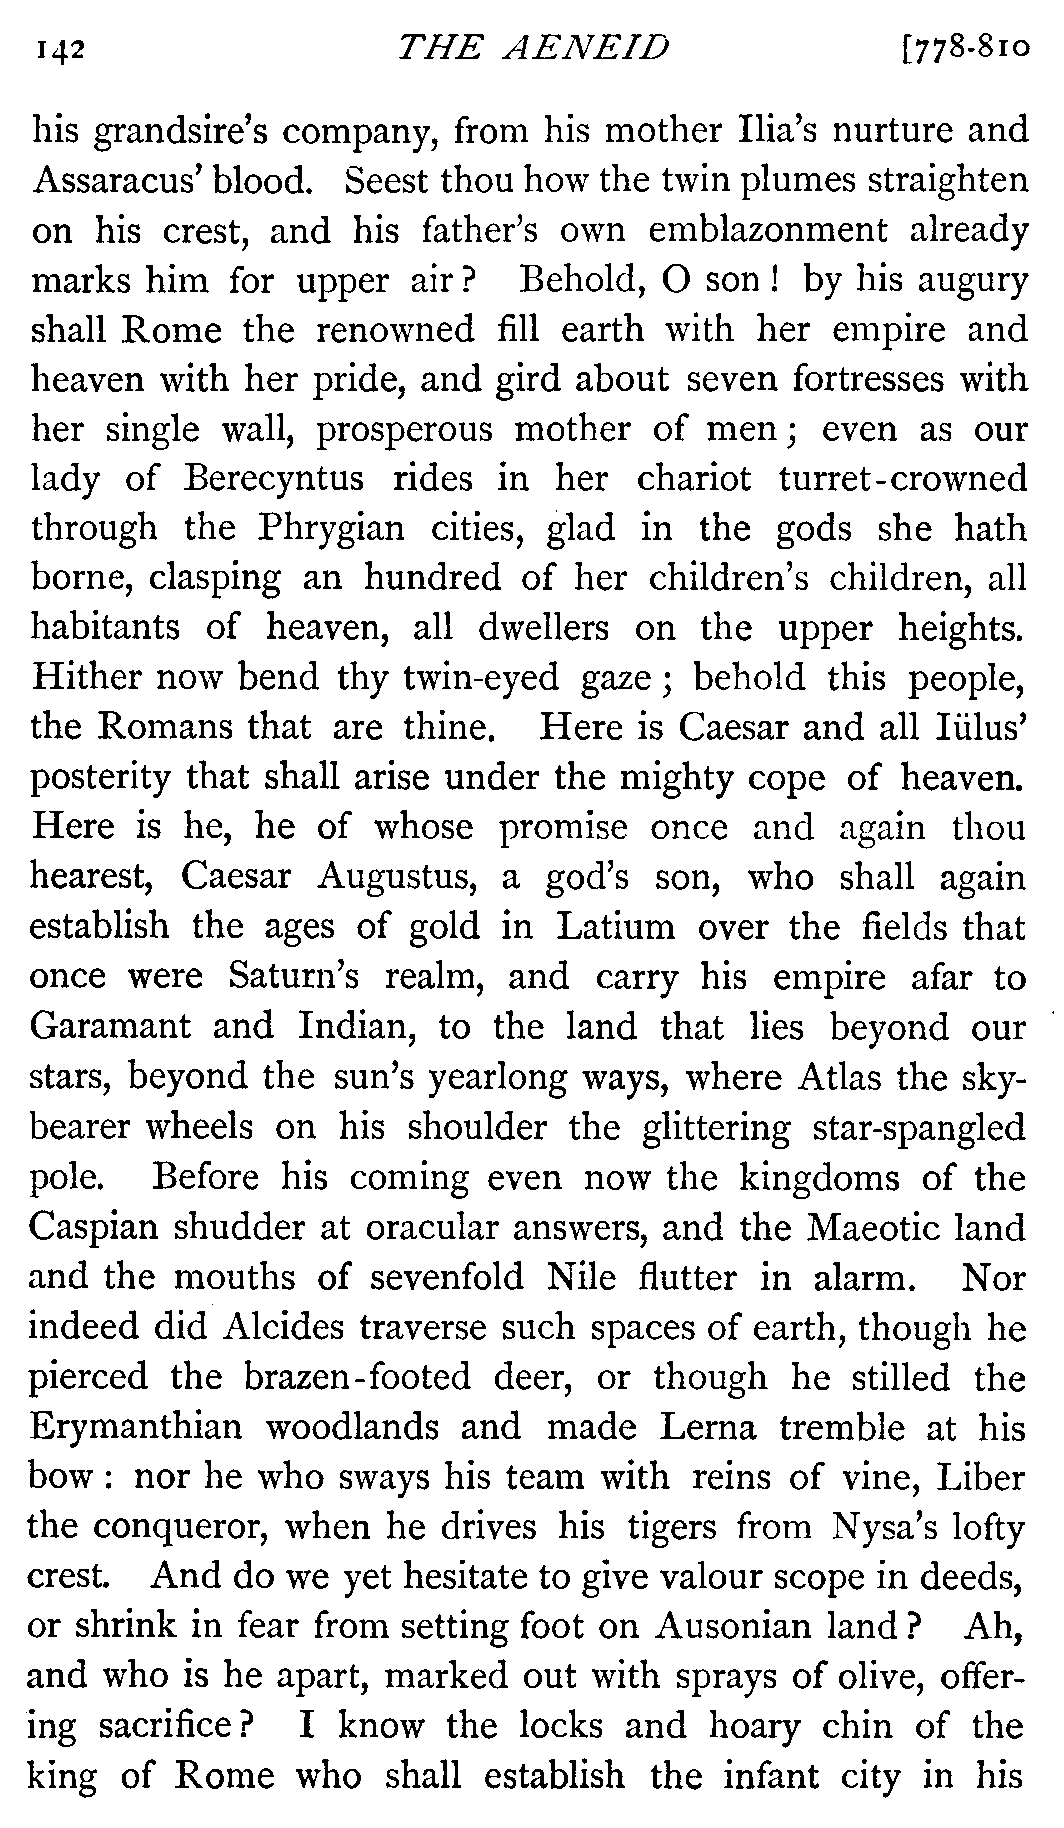 142 THE AENEID [778-810
his grandsire's company, from his mother Ilia's nurture and
Assaracus' blood. Seest thou how the twin plumes straighten
on his crest, and his father's own emblazonment already
marks him for upper air? Behold, O son! by his augury
shall Rome the renowned fill earth with her empire and
heaven with her pride, and gird about seven fortresses with
her single wall, prosperous mother of men; even as our
lady of Berecyntus rides in her chariot turret-crowned
through the Phrygian cities, glad in the gods she hath
borne, clasping an hundred of her children's children, all
habitants of heaven, all dwellers on the upper heights.
Hither now bend thy twin-eyed gaze; behold this people,
the Romans that are thine. Here is Caesar and all Iülus'
posterity that shall arise under the mighty cope of heaven.
Here is he, he of whose promise once and again thou
hearest, Caesar Augustus, a god's son, who shall again
establish the ages of gold in Latium over the fields that
once were Saturn's realm, and carry his empire afar to
Garamant and Indian, to the land that lies beyond our
stars, beyond the sun's yearlong ways, where Atlas the sky-
bearer wheels on his shoulder the glittering star-spangled
pole. Before his coming even now the kingdoms of the
Caspian shudder at oracular answers, and the Maeotic land
and the mouths of sevenfold Nile flutter in alarm. Nor
indeed did Alcides traverse such spaces of earth, though he
pierced the brazen-footed deer, or though he stilled the
Erymanthian woodlands and made Lerna tremble at his
bow: nor he who sways his team with reins of vine, Liber
the conqueror, when he drives his tigers from Nysa's lofty
crest. And do we yet hesitate to give valour scope in deeds,
or shrink in fear from setting foot on Ausonian land? Ah,
and who is he apart, marked out with sprays of olive, offer-
ing sacrifice? I know the locks and hoary chin of the
king of Rome who shall establish the infant city in his